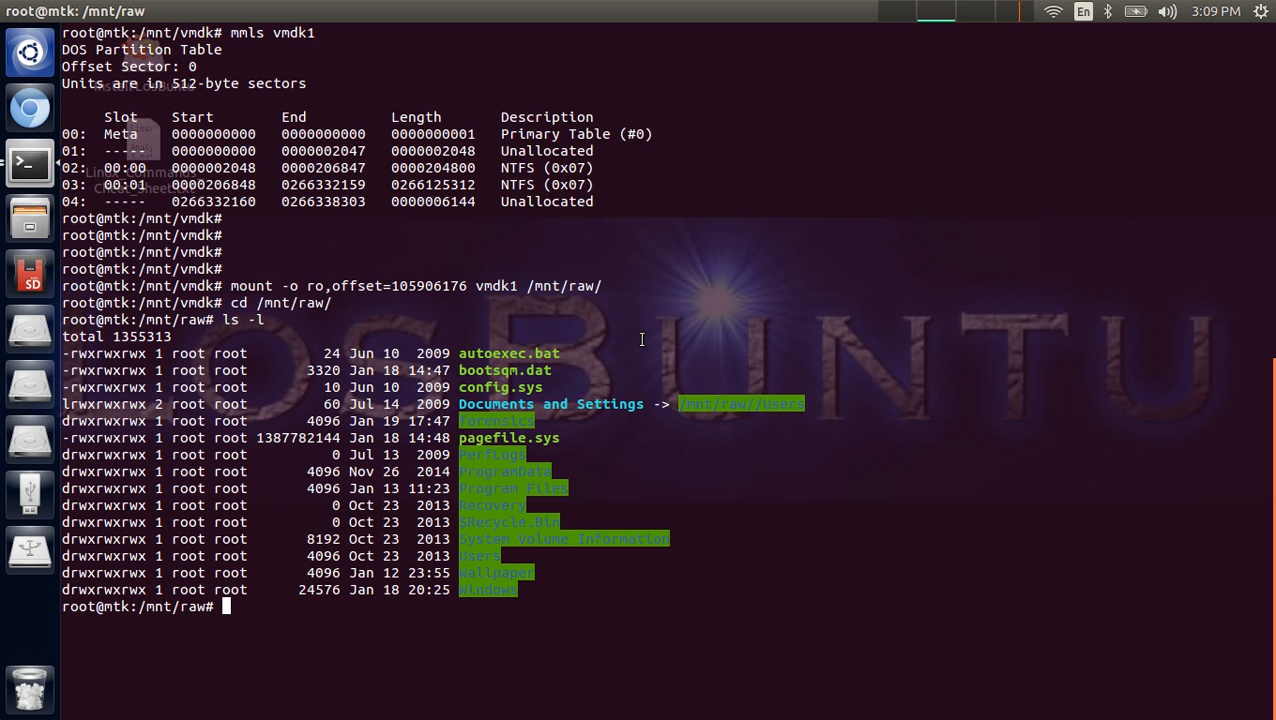 root@mtk: /mnt/raw
En
3:09 PM
root@mtk:/mnt/vmdk# mmls vmdk1
DOS Partition Table
Offset Sector: 0
Units are in 512-byte sectors
Slot Start End Length Description
00: Meta 0000000000 0000000000 0000000001 Primary Table (#0)
01: ----- 0000000000 0000002047 0000002048 Unallocated
02: 00:00 0000002048 0000206847 0000204800 NTFS (0x07)
03: 00:01 0000206848 0266332159 0266125312 NTFS (0x07)
04: ----- 0266332160 0266338303 0000006144 Unallocated
root@mtk:/mnt/vmdk#
root@mtk:/mnt/vmdk#
root@mtk:/mnt/vmdk#
root@mtk:/mnt/vmdk#
root@mtk:/mnt/vmdk# mount -o ro,offset=105906176 vmdk1 /mnt/raw/
root@mtk:/mnt/vmdk# cd /mnt/raw/
root@mtk:/mnt/raw# ls -l
total 1355313
-rwxrwxrwx 1 root root 24 Jun 10 2009 autoexec.bat
-rwxrwxrwx 1 root root 3320 Jan 18 14:47 bootsqm.dat
-rwxrwxrwx 1 root root 10 Jun 10 2009 config.sys
lrwxrwxrwx 2 root root 60 Jul 14 2009 Documents and Settings -> /mnt/raw//Users
drwxrwxrwx 1 root root 4096 Jan 19 17:47 forensics
-rwxrwxrwx 1 root root 1387782144 Jan 18 14:48 pagefile.sys
drwxrwxrwx 1 root root 0 Jul 13 2009 PerfLogs
drwxrwxrwx 1 root root 4096 Nov 26 2014 ProgramData
drwxrwxrwx 1 root root 4096 Jan 13 11:23 Program Files
drwxrwxrwx 1 root root 0 Oct 23 2013 Recovery
drwxrwxrwx 1 root root 0 Oct 23 2013 $Recycle.Bin
drwxrwxrwx 1 root root 8192 Oct 23 2013 System Volume Information
drwxrwxrwx 1 root root 4096 Oct 23 2013 Users
drwxrwxrwx 1 root root 4096 Jan 12 23:55 Wallpaper
drwxrwxrwx 1 root root 24576 Jan 18 20:25 Windows
root@mtk:/mnt/raw#
LOSBUNTU
SD
Linux_Commands-